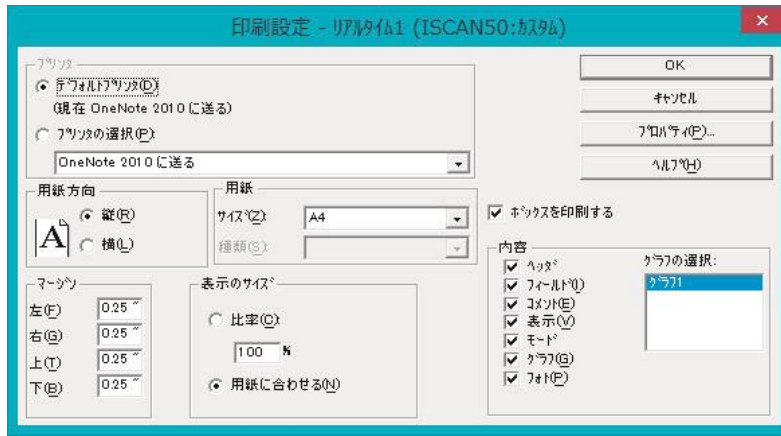 印刷設定 - ﾘｱﾙﾀｲﾑ1 (ISCAN50:ｶｽﾀﾑ)
ﾌﾟﾘﾝﾀ
ﾃﾞﾌｫﾙﾄﾌﾟﾘﾝﾀ(D)
(現在 OneNote 2010 に送る)
ﾌﾟﾘﾝﾀの選択(P):
OneNote 2010 に送る
OK
ｷｬﾝｾﾙ
ﾌﾟﾛﾊﾟﾃｨ(P)...
ﾍﾙﾌﾟ(H)
用紙方向
縦(R)
横(L)
A
用紙
ｻｲｽﾞ(Z):
A4
種類(S):
ﾎﾞｯｸｽを印刷する
ﾏｰｼﾞﾝ
左(F) 0.25 ″
右(G) 0.25 ″
上(T) 0.25 ″
下(B) 0.25 ″
表示のｻｲｽﾞ
比率(C):
100 %
用紙に合わせる(N)
内容
ﾍｯﾀﾞ
ﾌｨｰﾙﾄﾞ(I)
ｺﾒﾝﾄ(E)
表示(V)
ﾓｰﾄﾞ
ｸﾞﾗﾌ(G)
ﾌｫﾄ(P)
ｸﾞﾗﾌの選択:
ｸﾞﾗﾌ1